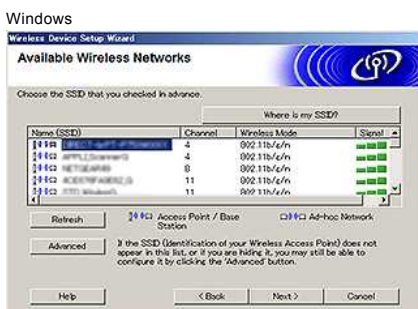 Windows
Wireless Device Setup Wizard
Available Wireless Networks
Choose the SSID that you checked in advance.
Where is my SSID?
Name (SSID) Channel Wireless Mode Signal
4 802.11b/g/n
4 802.11b/g/n
8 802.11b/g/n
11 802.11b/g/n
11 802.11b/g/n
Refresh Access Point / Base Station Ad-hoc Network
Advanced If the SSID (Identification of your Wireless Access Point) does not
appear in this list, or if you are hiding it, you may still be able to
configure it by clicking the 'Advanced' button.
Help < Back Next > Cancel